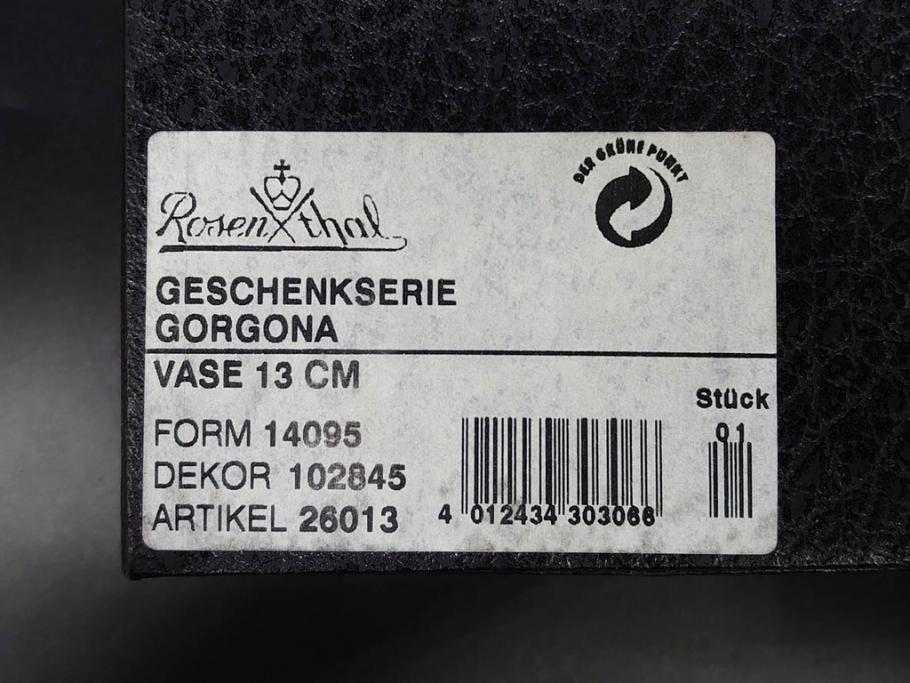 DER GRÜNE PUNKT
Rosenthal
GESCHENKSERIE
GORGONA
VASE 13 CM
Stück
01
FORM 14095
DEKOR 102845
ARTIKEL 26013
4 012434 303066